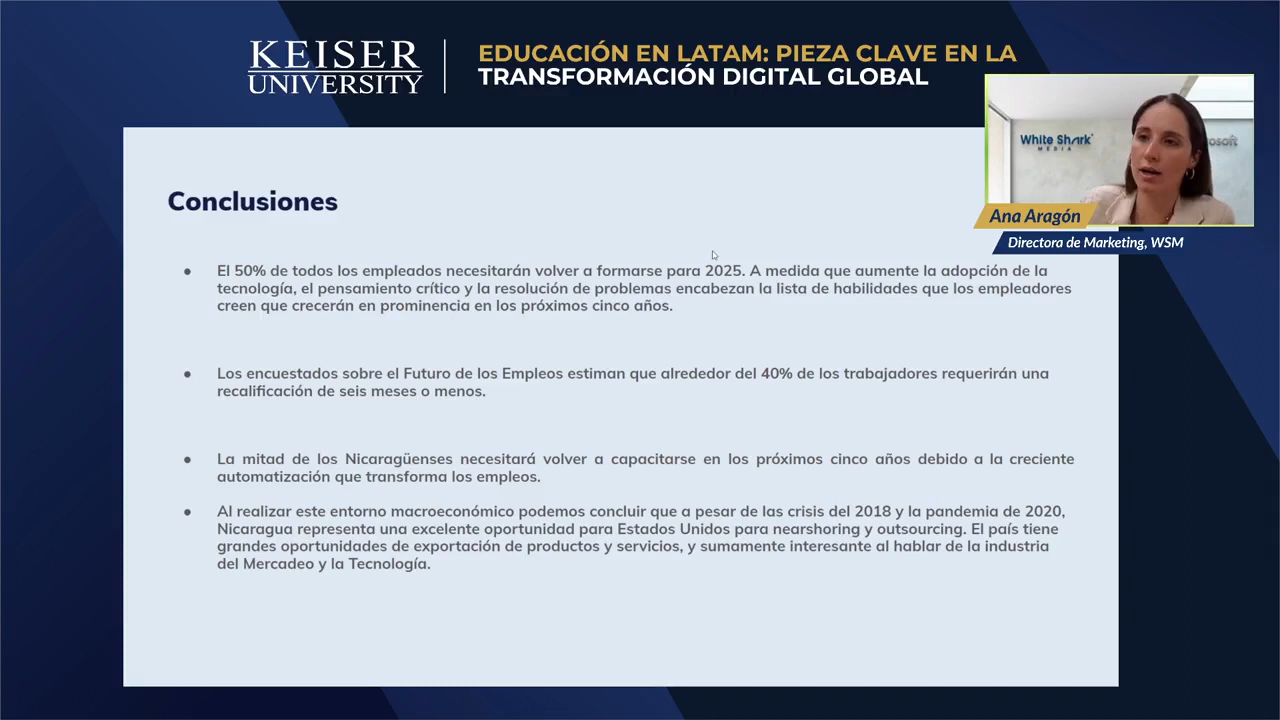 KEISER
UNIVERSITY
EDUCACIÓN EN LATAM: PIEZA CLAVE EN LA
TRANSFORMACIÓN DIGITAL GLOBAL
White Shark
MEDIA
Ana Aragón
Directora de Marketing, WSM
Conclusiones
● El 50% de todos los empleados necesitarán volver a formarse para 2025. A medida que aumente la adopción de la
tecnología, el pensamiento crítico y la resolución de problemas encabezan la lista de habilidades que los empleadores
creen que crecerán en prominencia en los próximos cinco años.
● Los encuestados sobre el Futuro de los Empleos estiman que alrededor del 40% de los trabajadores requerirán una
recalificación de seis meses o menos.
● La mitad de los Nicaragüenses necesitará volver a capacitarse en los próximos cinco años debido a la creciente
automatización que transforma los empleos.
● Al realizar este entorno macroeconómico podemos concluir que a pesar de las crisis del 2018 y la pandemia de 2020,
Nicaragua representa una excelente oportunidad para Estados Unidos para nearshoring y outsourcing. El país tiene
grandes oportunidades de exportación de productos y servicios, y sumamente interesante al hablar de la industria
del Mercadeo y la Tecnología.